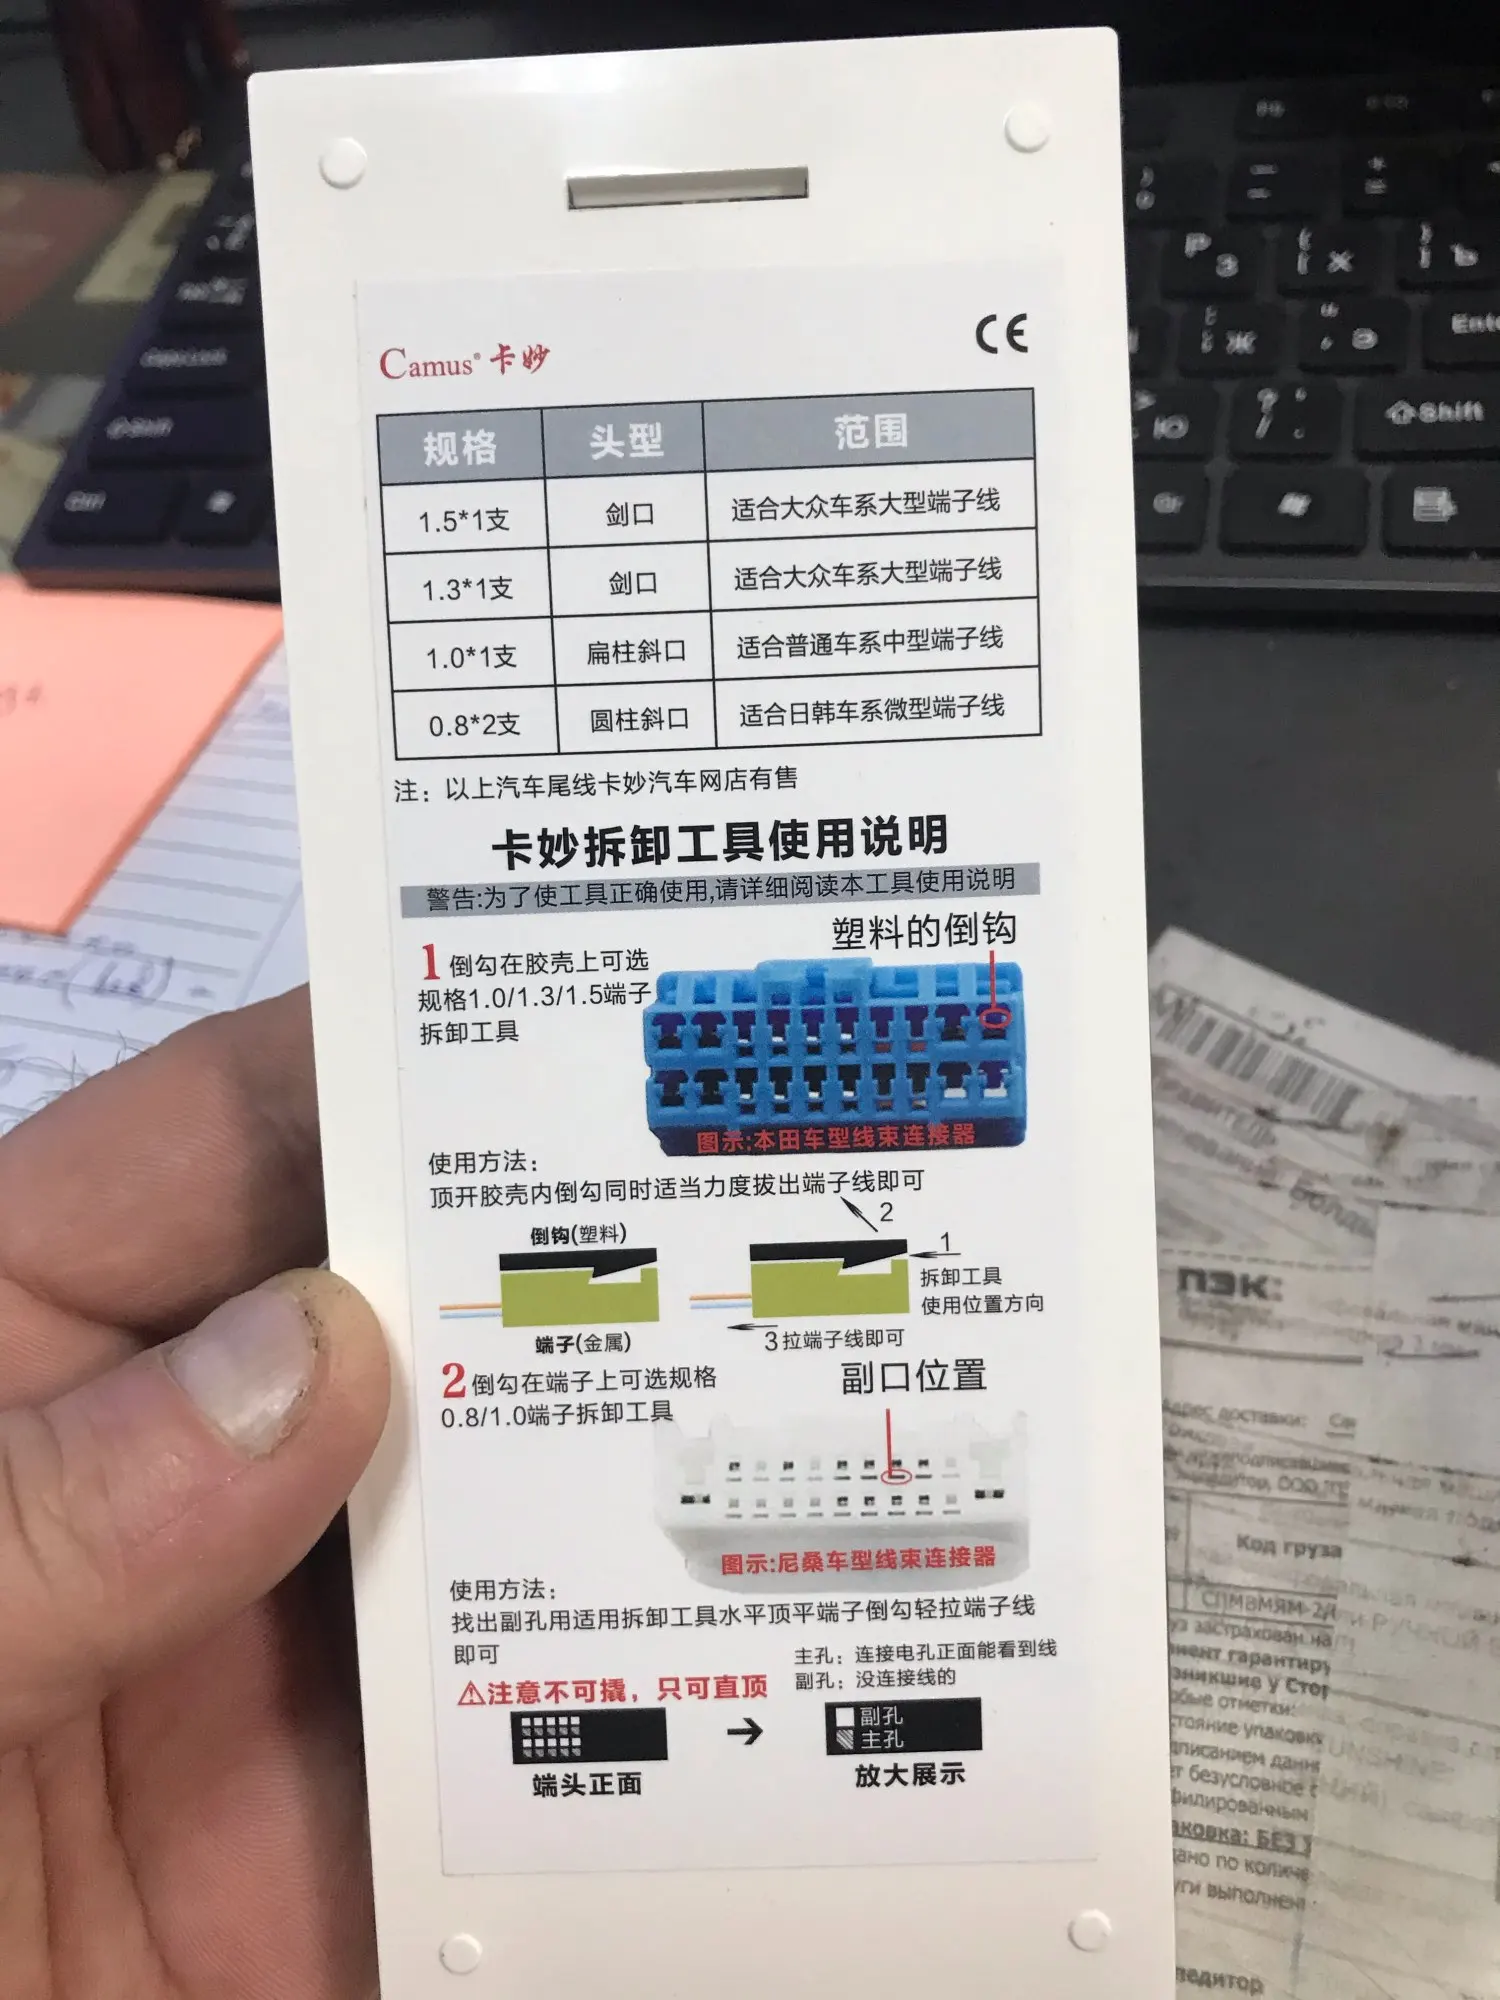 Camus® 卡妙
CE
规格 头型 范围
1.5*1支 剑口 适合大众车系大型端子线
1.3*1支 剑口 适合大众车系大型端子线
1.0*1支 扁柱斜口 适合普通车系中型端子线
0.8*2支 圆柱斜口 适合日韩车系微型端子线
注：以上汽车尾线卡妙汽车网店有售
卡妙拆卸工具使用说明
警告:为了使工具正确使用,请详细阅读本工具使用说明
塑料的倒钩
1 倒勾在胶壳上可选
规格1.0/1.3/1.5端子
拆卸工具
图示:本田车型线束连接器
使用方法：
顶开胶壳内倒勾同时适当力度拔出端子线即可
倒钩(塑料)
2
1
拆卸工具
使用位置方向
端子(金属)
3拉端子线即可
2 倒勾在端子上可选规格
0.8/1.0端子拆卸工具
副口位置
图示:尼桑车型线束连接器
使用方法：
找出副孔用适用拆卸工具水平顶平端子倒勾轻拉端子线
即可
主孔：连接电孔正面能看到线
副孔：没连接线的
⚠注意不可撬，只可直顶
副孔
主孔
端头正面
放大展示
Enter
Shift
Shift
Ctrl
ПЭК:
Адрес доставки:
Код груза